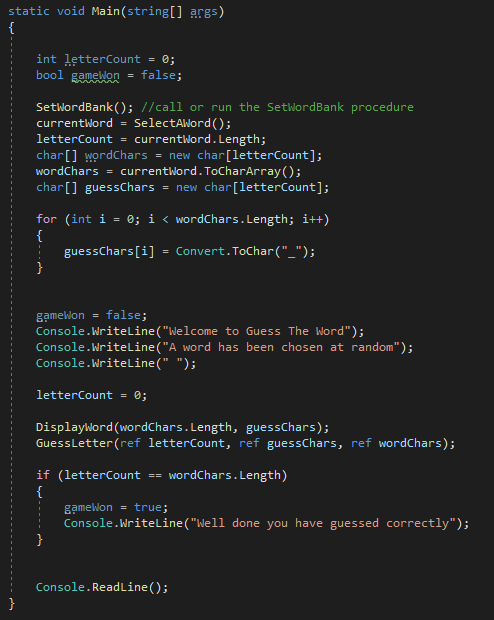 static void Main(string[] args)
{
int letterCount = 0;
bool gameWon = false;
SetWordBank(); //call or run the SetWordBank procedure
currentWord = SelectAWord();
letterCount = currentWord.Length;
char[] wordChars = new char[letterCount];
wordChars = currentWord.ToCharArray();
char[] guessChars = new char[letterCount];
for (int i = 0; i < wordChars.Length; i++)
{
guessChars[i] = Convert.ToChar("_");
}
gameWon = false;
Console.WriteLine("Welcome to Guess The Word");
Console.WriteLine("A word has been chosen at random");
Console.WriteLine(" ");
letterCount = 0;
DisplayWord(wordChars.Length, guessChars);
GuessLetter(ref letterCount, ref guessChars, ref wordChars);
if (letterCount == wordChars.Length)
{
gameWon = true;
Console.WriteLine("Well done you have guessed correctly");
}
Console.ReadLine();
}